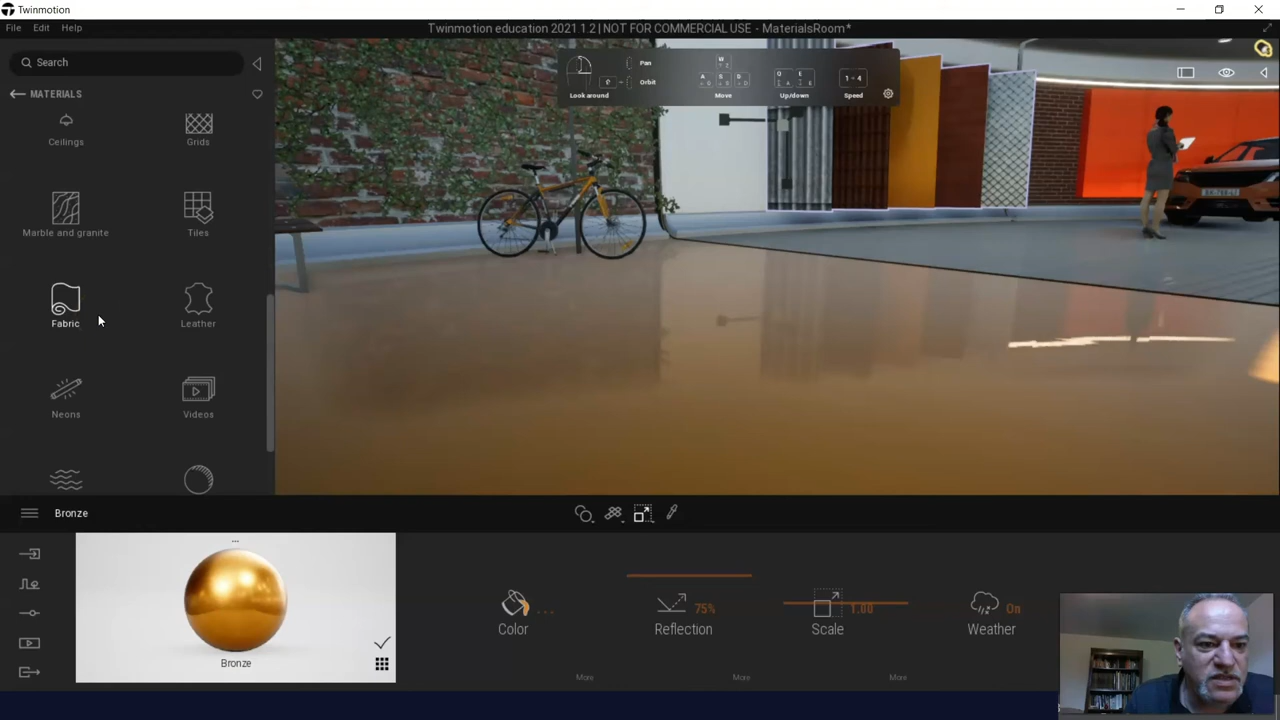 Twinmotion
File Edit Help
Twinmotion education 2021.1.2 | NOT FOR COMMERCIAL USE - MaterialsRoom*
Search
MATERIALS
Pan
Orbit
Look around
W
A S D
Move
Q E
Up/down
1 - 4
Speed
Ceilings
Grids
Marble and granite
Tiles
Fabric
Leather
Neons
Videos
Bronze
...
Bronze
Color
...
Reflection
75%
Scale
1.00
Weather
On
More
More
More